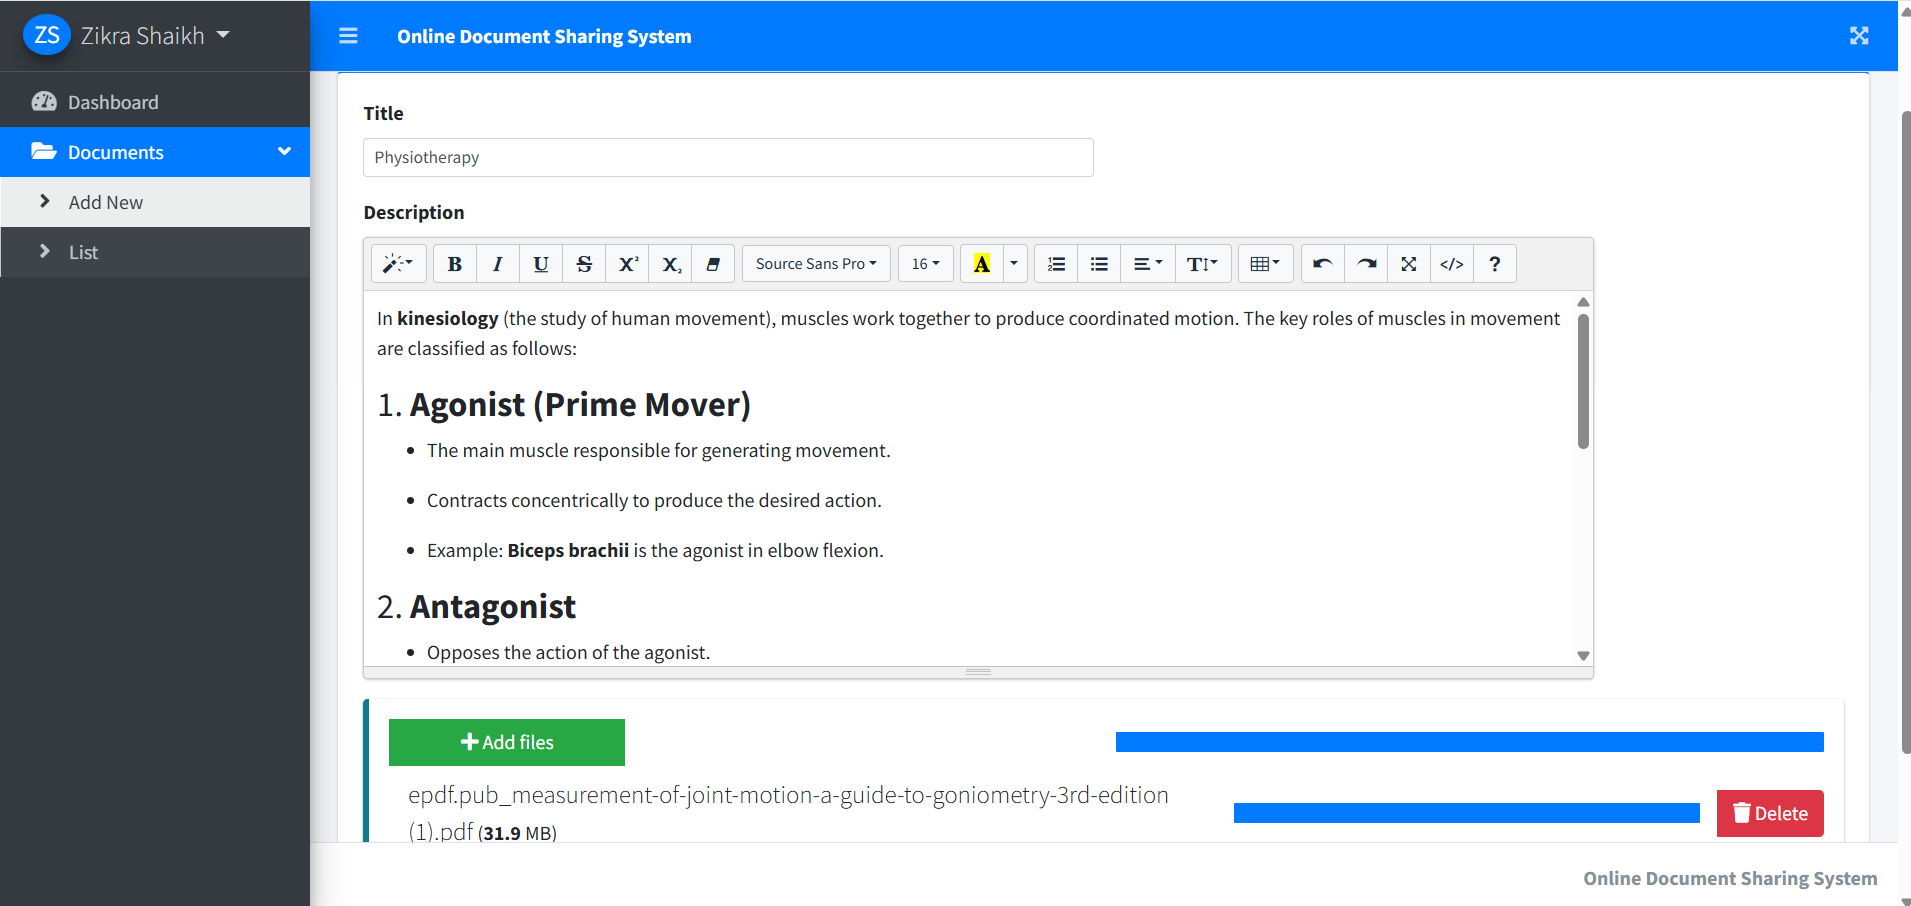 ZS Zikra Shaikh
Online Document Sharing System
Dashboard
Documents
Add New
List
Title
Physiotherapy
Description
B I U S X² X₂ Source Sans Pro 16 A T </> ?
In kinesiology (the study of human movement), muscles work together to produce coordinated motion. The key roles of muscles in movement
are classified as follows:
1. Agonist (Prime Mover)
• The main muscle responsible for generating movement.
• Contracts concentrically to produce the desired action.
• Example: Biceps brachii is the agonist in elbow flexion.
2. Antagonist
• Opposes the action of the agonist.
Add files
epdf.pub_measurement-of-joint-motion-a-guide-to-goniometry-3rd-edition
(1).pdf (31.9 MB)
Delete
Online Document Sharing System